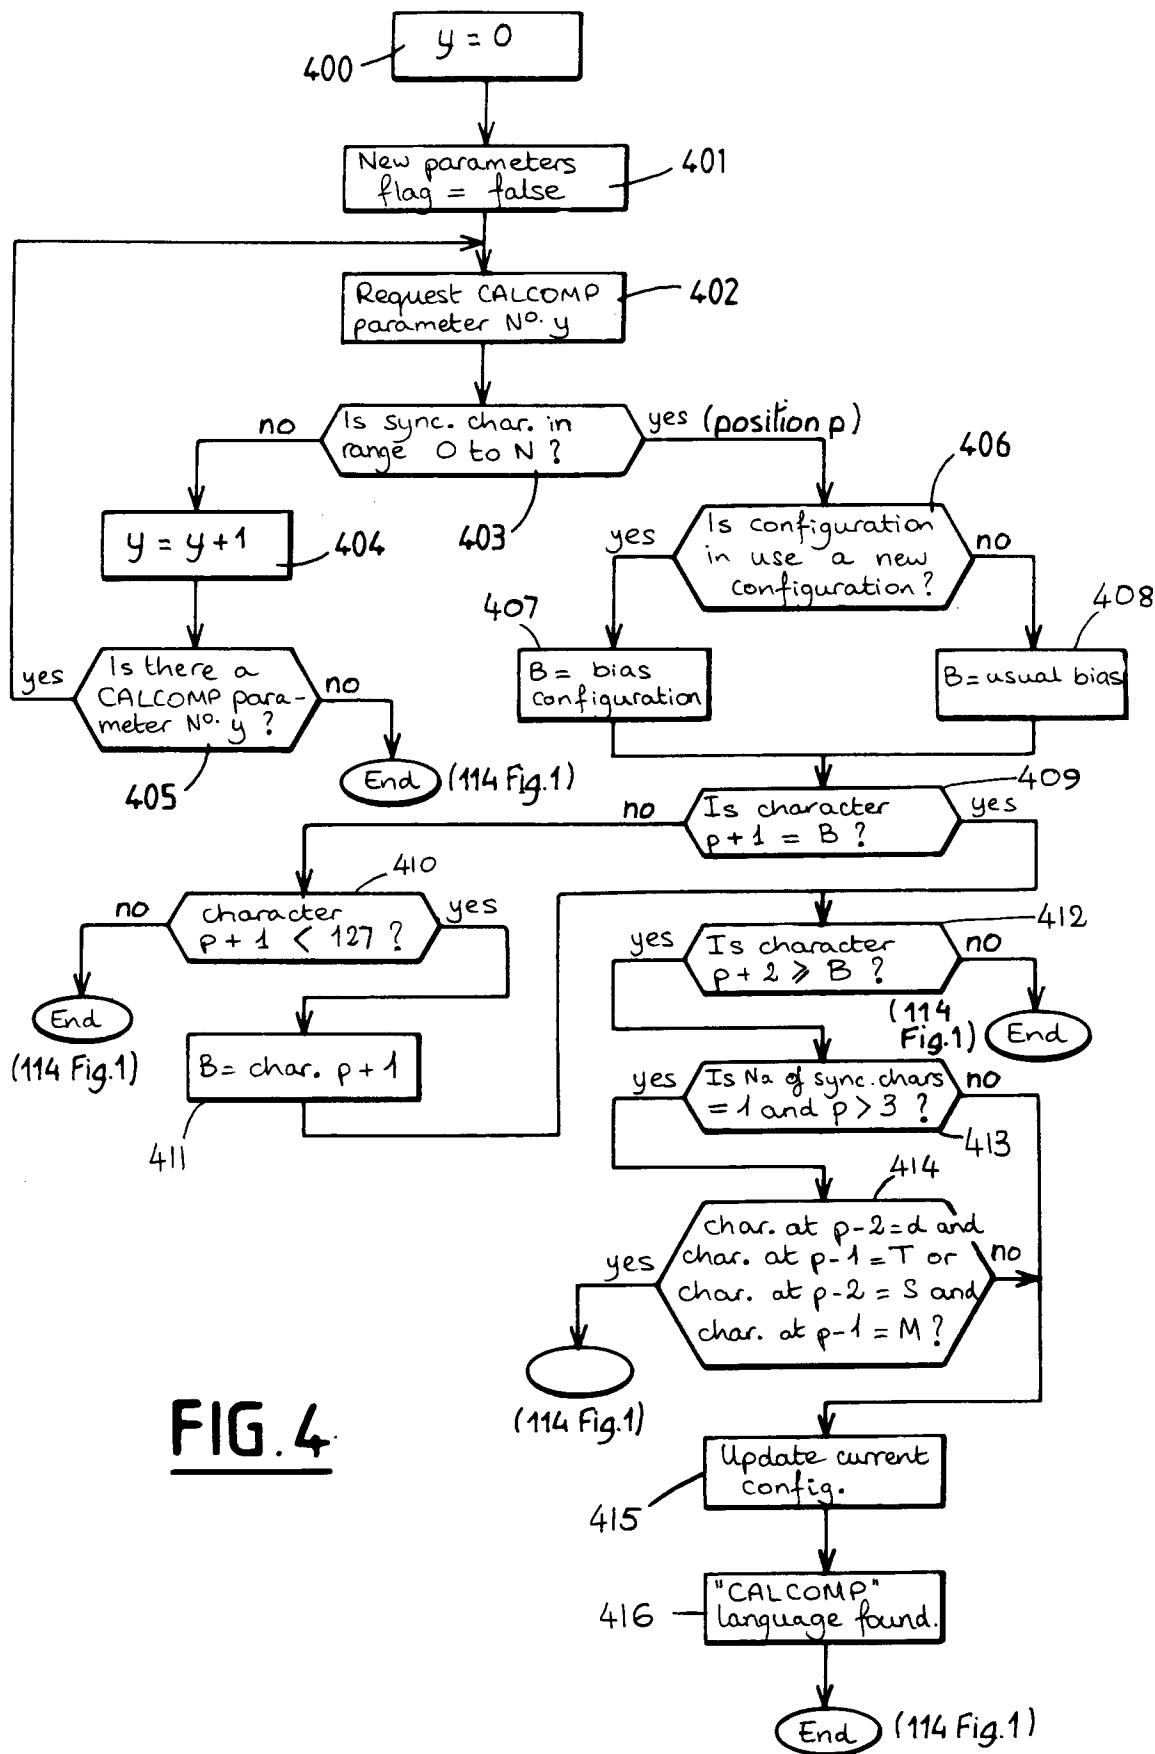 y = 0
400
New parameters
flag = false
401
Request CALCOMP
parameter Nº. y
402
no
Is sync. char. in
range 0 to N ?
yes (position p)
403
406
y = y+1
404
yes
Is configuration
in use a new
configuration?
no
407
408
yes
Is there a
CALCOMP para-
meter Nº. y ?
no
405
B = bias
configuration
B = usual bias
End
(114 Fig.1)
409
no
Is character
p+1 = B ?
yes
410
no
character
p+1 < 127 ?
yes
412
yes
Is character
p+2 ⩾ B ?
no
End
(114 Fig.1)
(114
Fig.1)
End
B = char. p+1
411
yes
Is No of sync. chars
= 1 and p > 3 ?
no
413
414
yes
char. at p-2 = d and
char. at p-1 = T or
char. at p-2 = S and
char. at p-1 = M ?
no
(114 Fig.1)
FIG. 4
Update current
config.
415
"CALCOMP"
language found.
416
End
(114 Fig.1)